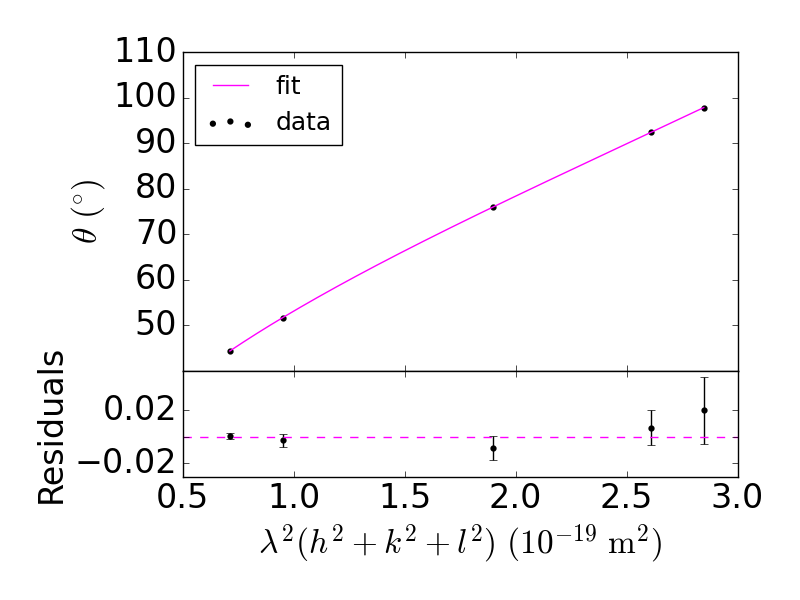 110
100
90
80
70
60
50
θ (°)
fit
data
0.02
−0.02
Residuals
0.5 1.0 1.5 2.0 2.5 3.0
λ²(h² + k² + l²) (10⁻¹⁹ m²)